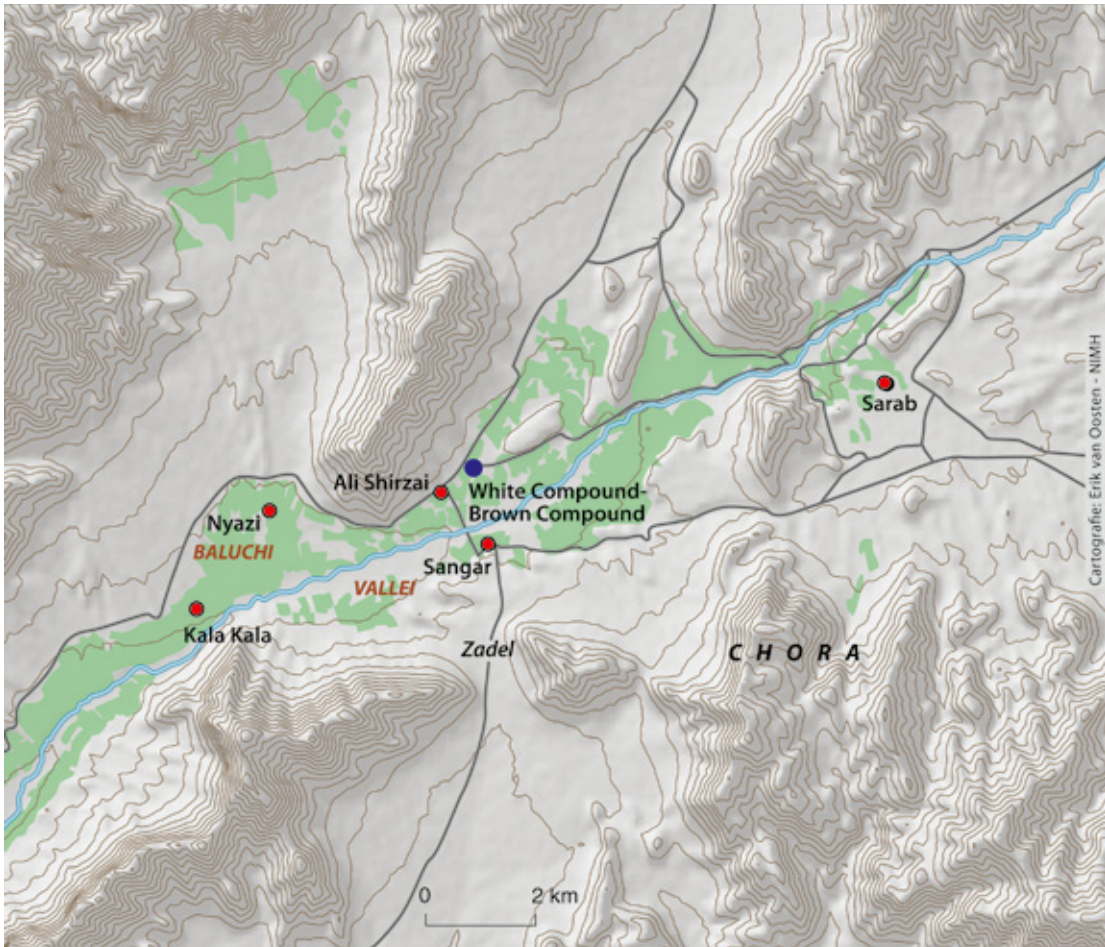 Sarab
Ali Shirzai
White Compound-
Brown Compound
Nyazi
BALUCHI
Sangar
VALLEI
Kala Kala
Zadel
CHORA
0 2 km
Cartografie: Erik van Oosten - NIMH